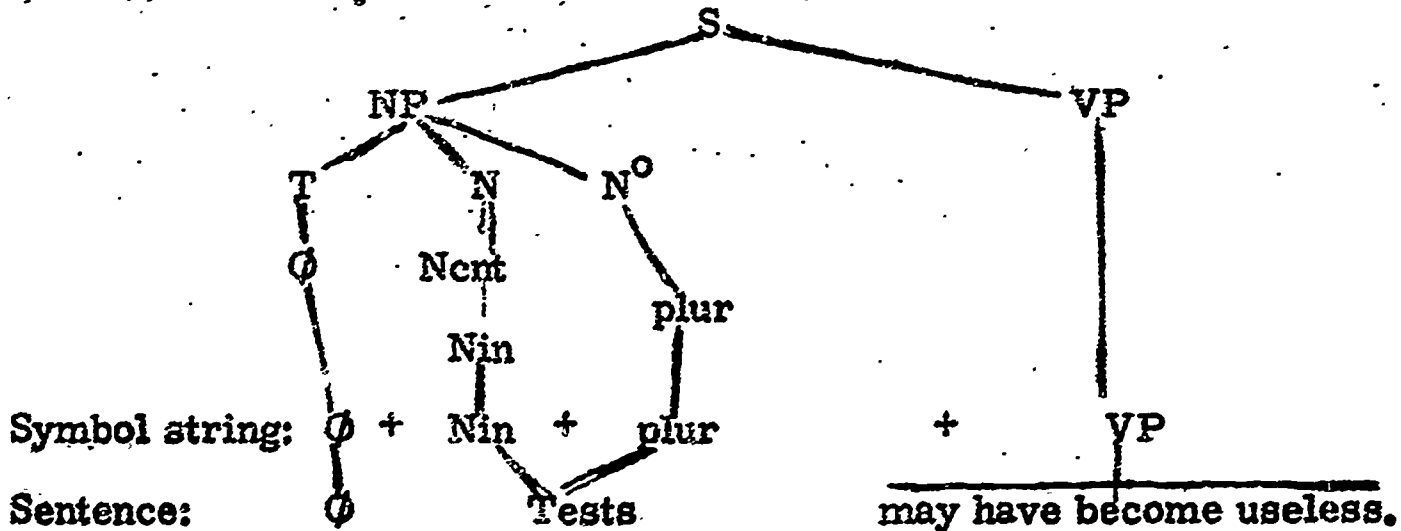 S
NP VP
T N N°
Ø Ncnt
plur
Nin
Symbol string: Ø + Nin + plur + VP
Sentence: Ø Tests may have become useless.